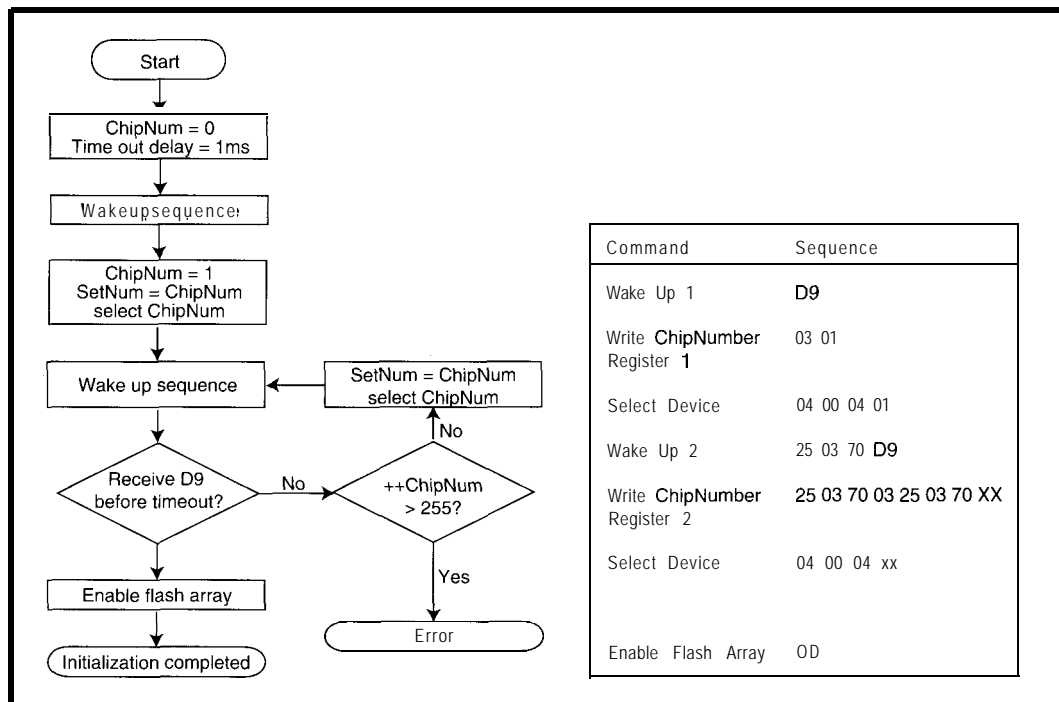 Start
ChipNum = 0
Time out delay = 1ms
Wakeupsequence
ChipNum = 1
SetNum = ChipNum
select ChipNum
Wake up sequence
SetNum = ChipNum
select ChipNum
No
Receive D9
before timeout?
No
++ChipNum
> 255?
Yes
Enable flash array
Error
Initialization completed
Command Sequence
Wake Up 1 D9
Write ChipNumber 03 01
Register 1
Select Device 04 00 04 01
Wake Up 2 25 03 70 D9
Write ChipNumber 25 03 70 03 25 03 70 XX
Register 2
Select Device 04 00 04 xx
Enable Flash Array 0D